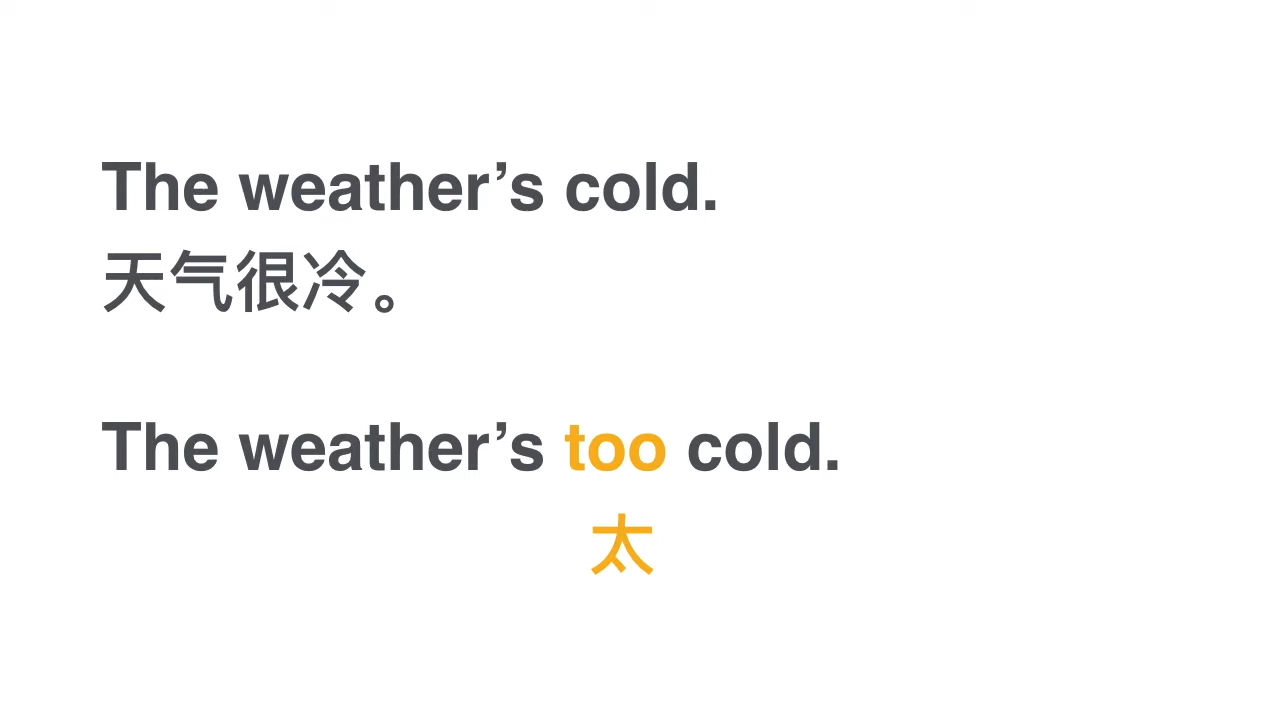 The weather’s cold.
天气很冷。
The weather’s too cold.
太